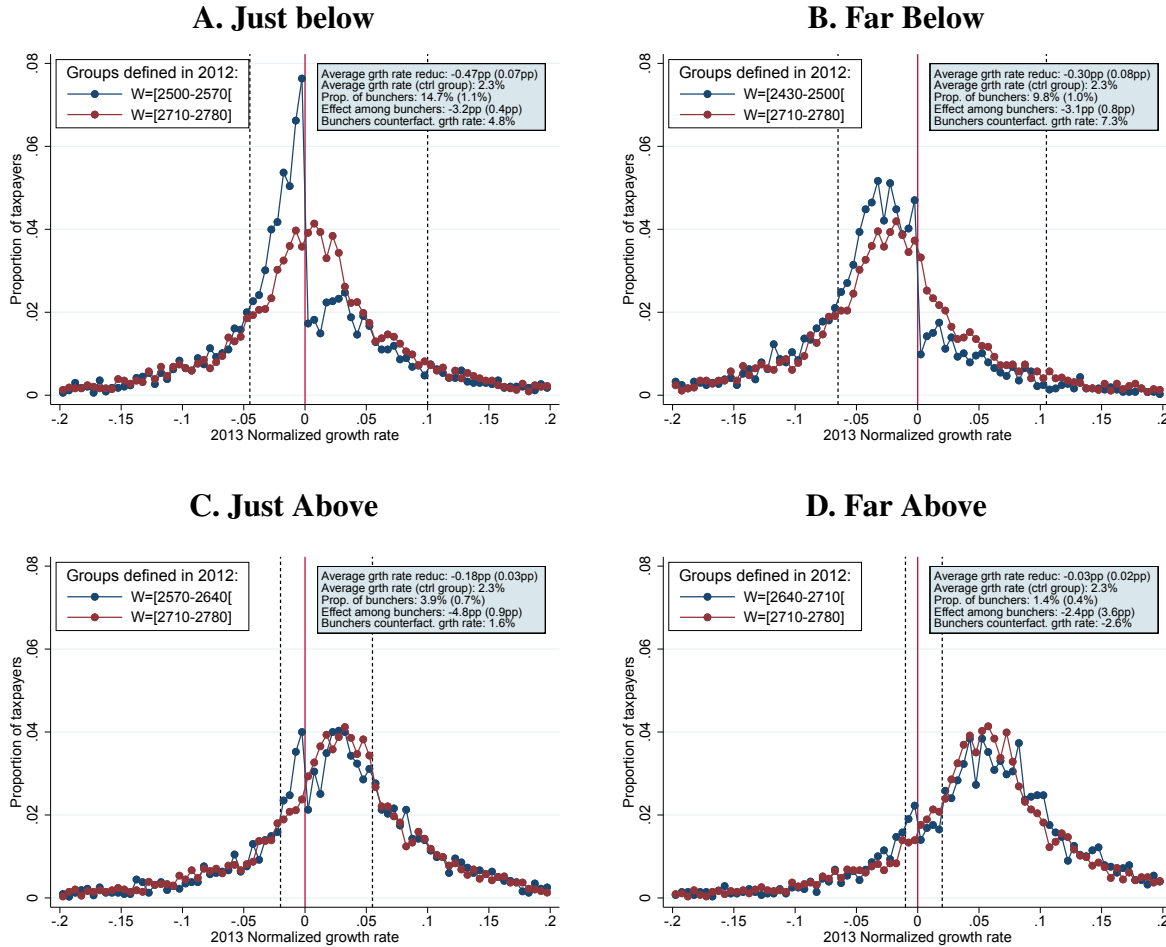 A. Just below
Groups defined in 2012:
W=[2500-2570[
W=[2710-2780]
Average grth rate reduc: -0.47pp (0.07pp)
Average grth rate (ctrl group): 2.3%
Prop. of bunchers: 14.7% (1.1%)
Effect among bunchers: -3.2pp (0.4pp)
Bunchers counterfact. grth rate: 4.8%
Proportion of taxpayers
0 .02 .04 .06 .08
-.2 -.15 -.1 -.05 0 .05 .1 .15 .2
2013 Normalized growth rate
B. Far Below
Groups defined in 2012:
W=[2430-2500[
W=[2710-2780]
Average grth rate reduc: -0.30pp (0.08pp)
Average grth rate (ctrl group): 2.3%
Prop. of bunchers: 9.8% (1.0%)
Effect among bunchers: -3.1pp (0.8pp)
Bunchers counterfact. grth rate: 7.3%
Proportion of taxpayers
0 .02 .04 .06 .08
-.2 -.15 -.1 -.05 0 .05 .1 .15 .2
2013 Normalized growth rate
C. Just Above
Groups defined in 2012:
W=[2570-2640[
W=[2710-2780]
Average grth rate reduc: -0.18pp (0.03pp)
Average grth rate (ctrl group): 2.3%
Prop. of bunchers: 3.9% (0.7%)
Effect among bunchers: -4.8pp (0.9pp)
Bunchers counterfact. grth rate: 1.6%
Proportion of taxpayers
0 .02 .04 .06 .08
-.2 -.15 -.1 -.05 0 .05 .1 .15 .2
2013 Normalized growth rate
D. Far Above
Groups defined in 2012:
W=[2640-2710[
W=[2710-2780]
Average grth rate reduc: -0.03pp (0.02pp)
Average grth rate (ctrl group): 2.3%
Prop. of bunchers: 1.4% (0.4%)
Effect among bunchers: -2.4pp (3.6pp)
Bunchers counterfact. grth rate: -2.6%
Proportion of taxpayers
0 .02 .04 .06 .08
-.2 -.15 -.1 -.05 0 .05 .1 .15 .2
2013 Normalized growth rate